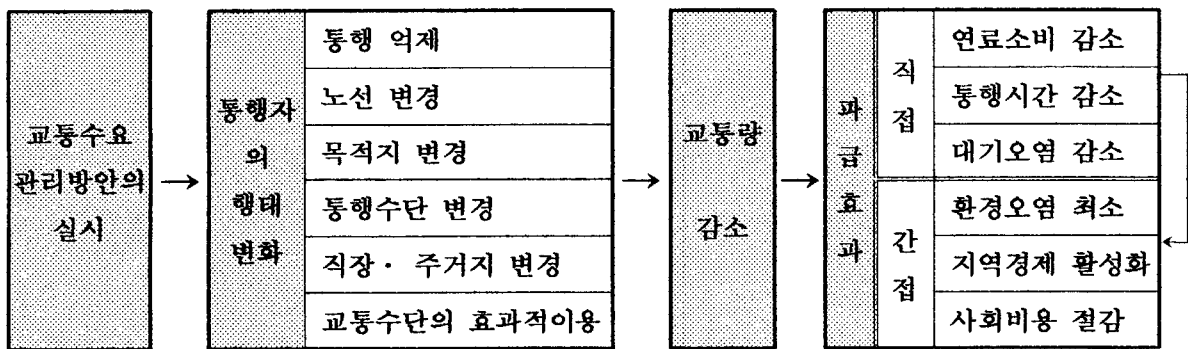 교통수요
관리방안의
실시
통행자
의
행태
변화
통행 억제
노선 변경
목적지 변경
통행수단 변경
직장· 주거지 변경
교통수단의 효과적이용
교통량
감소
파
급
효
과
직
접
연료소비 감소
통행시간 감소
대기오염 감소
간
접
환경오염 최소
지역경제 활성화
사회비용 절감